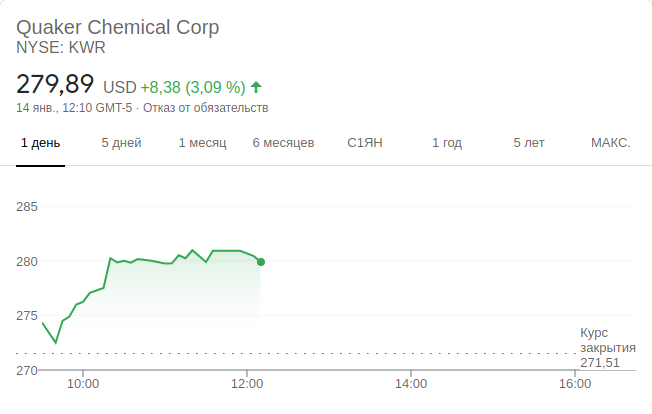 Quaker Chemical Corp
NYSE: KWR
279,89 USD +8,38 (3,09 %)
14 янв., 12:10 GMT-5 · Отказ от обязательств
1 день 5 дней 1 месяц 6 месяцев С1ЯН 1 год 5 лет МАКС.
285
280
275
Курс
закрытия
271,51
270
10:00 12:00 14:00 16:00